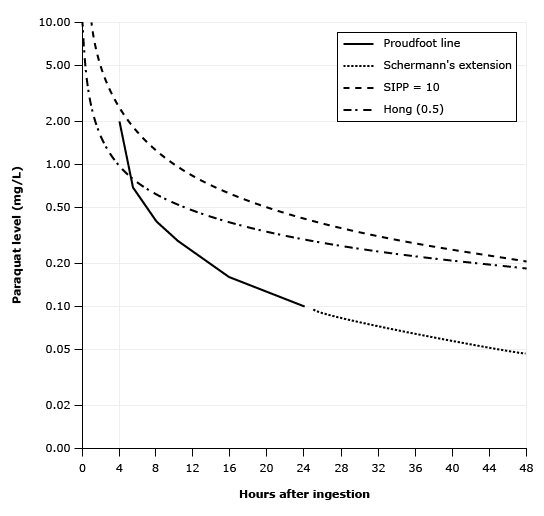 10.00
5.00
2.00
1.00
0.50
0.20
0.10
0.05
0.02
0.00
Paraquat level (mg/L)
Proudfoot line
Schermann's extension
SIPP = 10
Hong (0.5)
0 4 8 12 16 20 24 28 32 36 40 44 48
Hours after ingestion